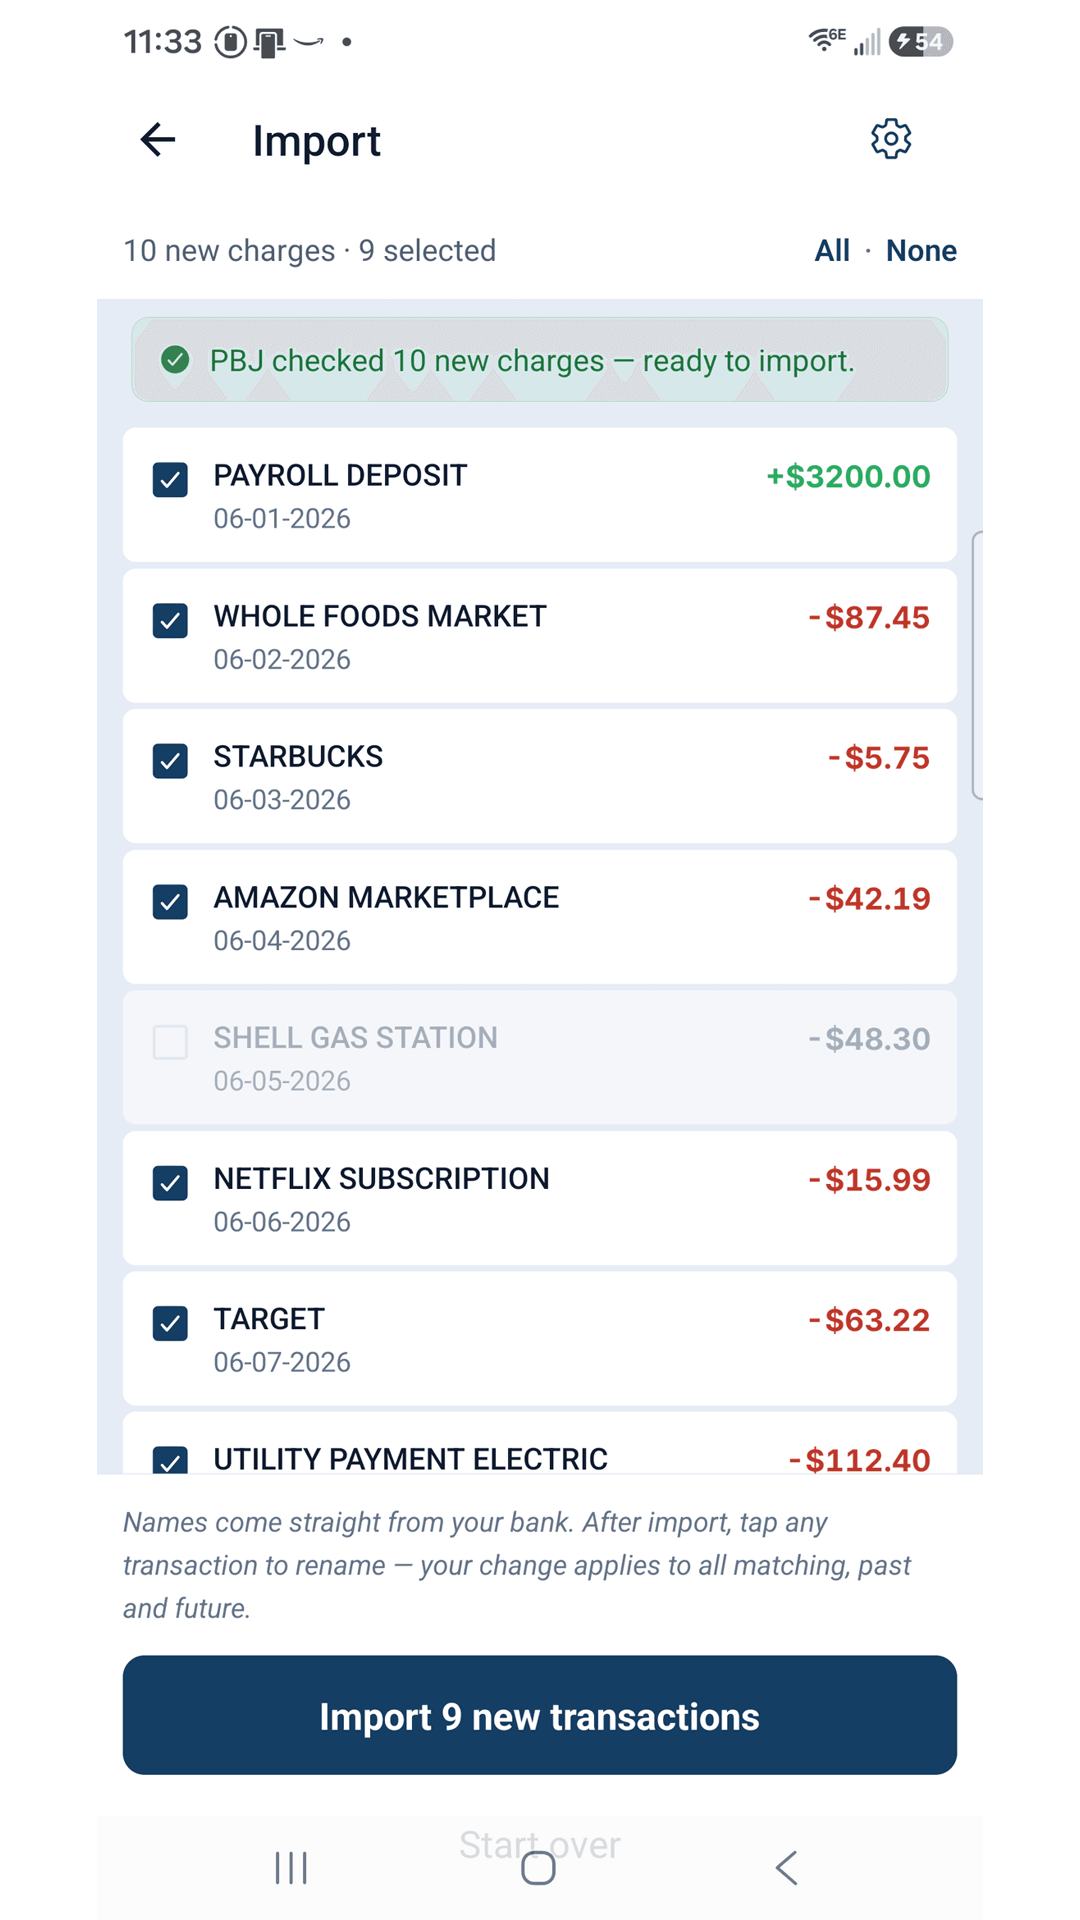 11:33
6E
54
Import
10 new charges · 9 selected
All · None
PBJ checked 10 new charges — ready to import.
PAYROLL DEPOSIT
+$3200.00
06-01-2026
WHOLE FOODS MARKET
-$87.45
06-02-2026
STARBUCKS
-$5.75
06-03-2026
AMAZON MARKETPLACE
-$42.19
06-04-2026
SHELL GAS STATION
-$48.30
06-05-2026
NETFLIX SUBSCRIPTION
-$15.99
06-06-2026
TARGET
-$63.22
06-07-2026
UTILITY PAYMENT ELECTRIC
-$112.40
Names come straight from your bank. After import, tap any
transaction to rename — your change applies to all matching, past
and future.
Import 9 new transactions
Start over